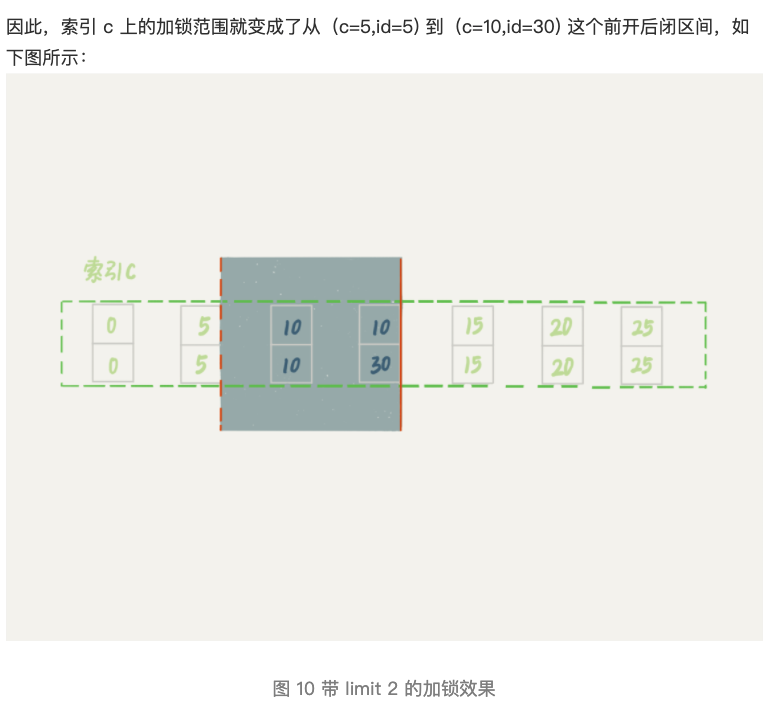 因此，索引 c 上的加锁范围就变成了从（c=5,id=5) 到（c=10,id=30) 这个前开后闭区间，如
下图所示：
索引C
0 5 10 10 15 20 25
0 5 10 30 15 20 25
图 10 带 limit 2 的加锁效果